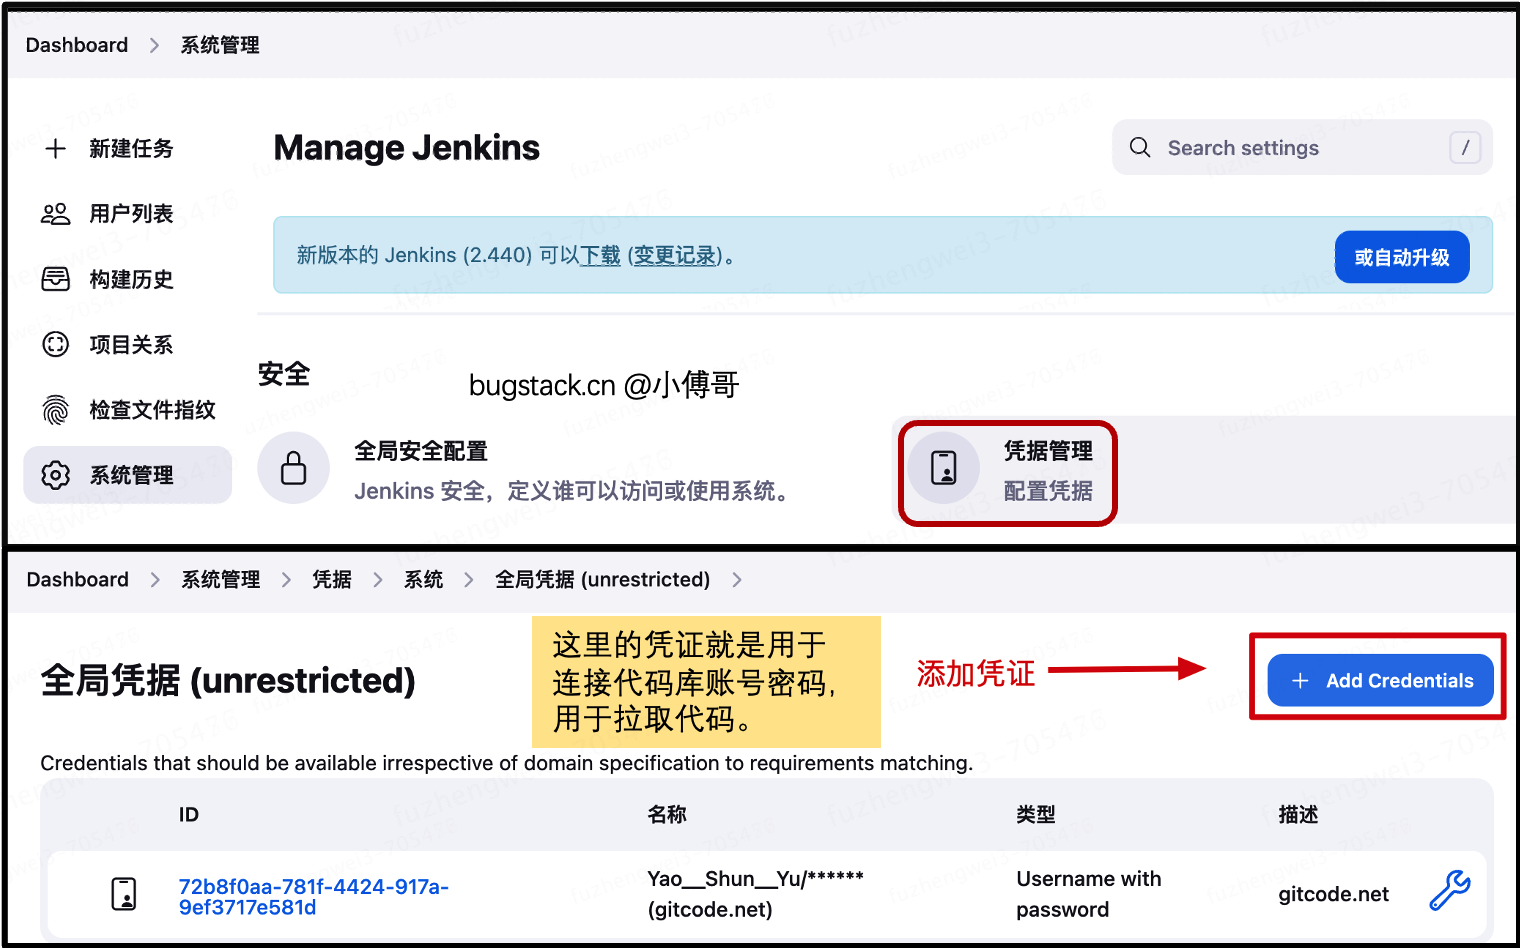 Dashboard > 系统管理
新建任务
用户列表
构建历史
项目关系
检查文件指纹
系统管理
Manage Jenkins
Search settings
/
新版本的 Jenkins (2.440) 可以下载 (变更记录)。
或自动升级
安全
bugstack.cn @小傅哥
全局安全配置
Jenkins 安全，定义谁可以访问或使用系统。
凭据管理
配置凭据
Dashboard > 系统管理 > 凭据 > 系统 > 全局凭据 (unrestricted) >
全局凭据 (unrestricted)
这里的凭证就是用于
连接代码库账号密码,
用于拉取代码。
添加凭证
+ Add Credentials
Credentials that should be available irrespective of domain specification to requirements matching.
ID 名称 类型 描述
72b8f0aa-781f-4424-917a-
9ef3717e581d
Yao__Shun__Yu/******
(gitcode.net)
Username with
password
gitcode.net
fuzhengwei3-705470